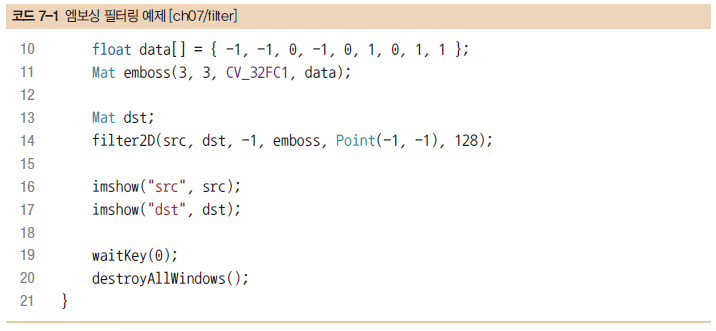 코드 7-1 엠보싱 필터링 예제 [ch07/filter]
10 float data[] = { -1, -1, 0, -1, 0, 1, 0, 1, 1 };
11 Mat emboss(3, 3, CV_32FC1, data);
12
13 Mat dst;
14 filter2D(src, dst, -1, emboss, Point(-1, -1), 128);
15
16 imshow("src", src);
17 imshow("dst", dst);
18
19 waitKey(0);
20 destroyAllWindows();
21 }